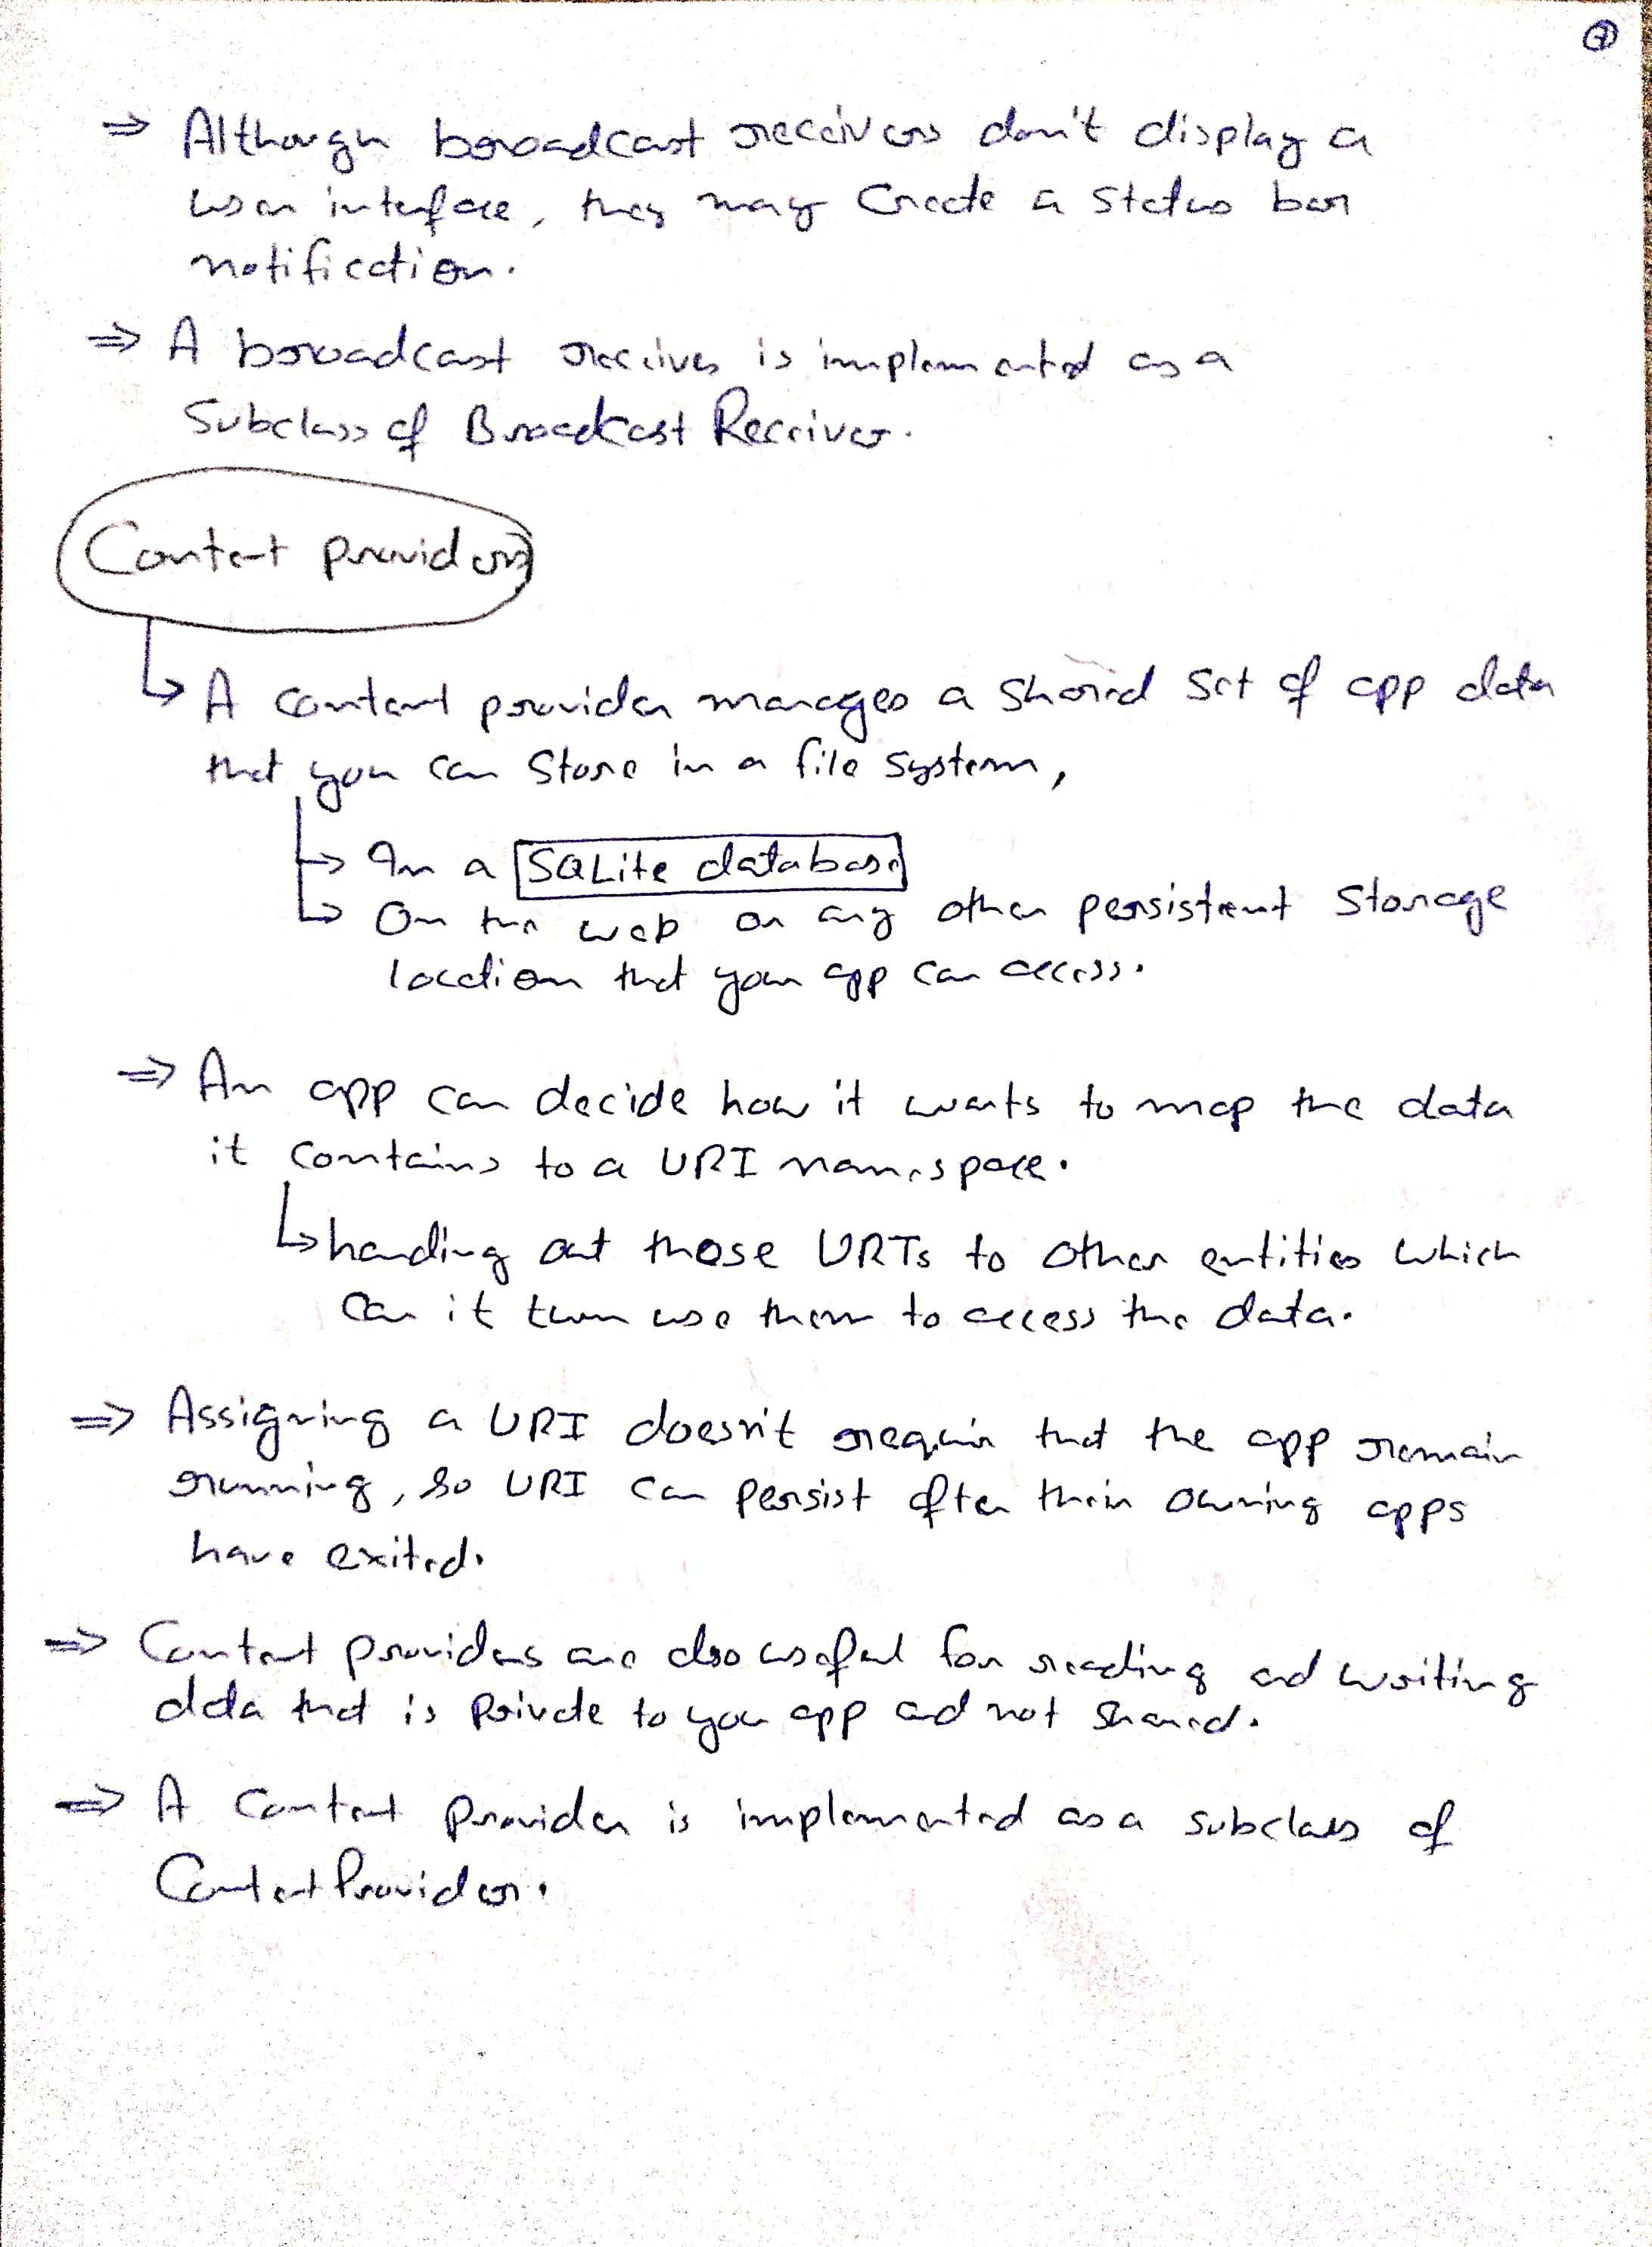 ⇒ Although broadcast receivers don't display a
user interface, they may create a status bar
notification.
⇒ A broadcast receiver is implemented as a
Subclass of Broadcast Receiver.
Content providers
↳ A content provider manages a shared set of app data
that you can store in a file system,
→ In a SQLite database
↳ On the web or any other persistent storage
location that your app can access.
⇒ An app can decide how it wants to map the data
it contains to a URI namespace.
↳ handing out those URIs to other entities which
can it turn use them to access the data.
⇒ Assigning a URI doesn't require that the app remain
running, so URI can persist after their owning apps
have exited.
⇒ Content providers are also useful for reading and writing
data that is private to your app and not shared.
⇒ A Content Provider is implemented as a subclass of
ContentProvider.